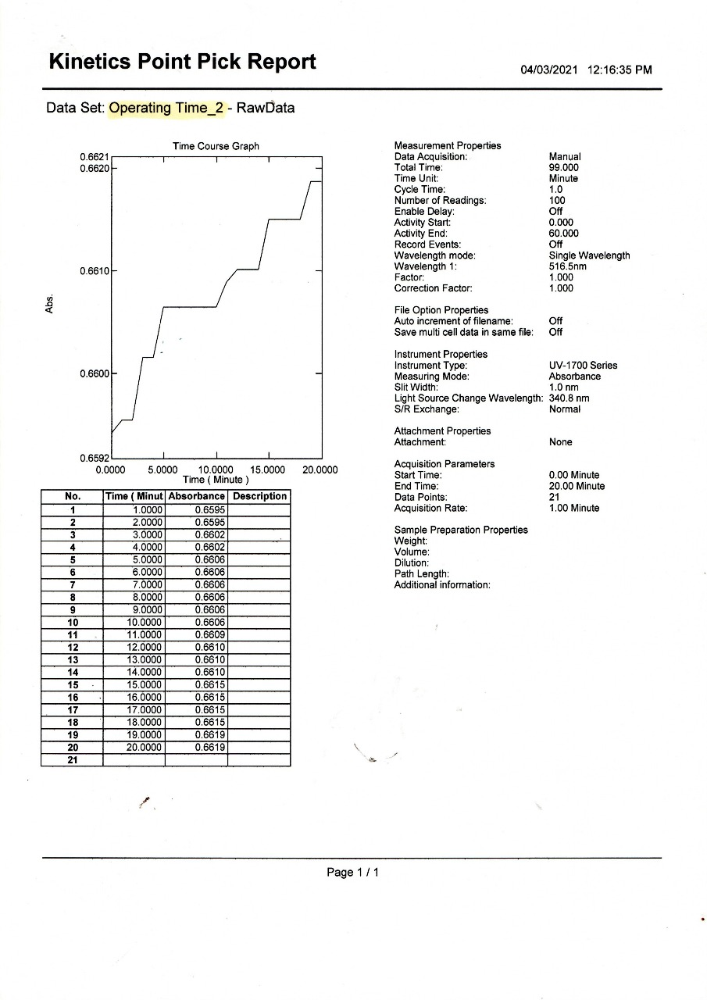 Kinetics Point Pick Report
04/03/2021 12:16:35 PM
Data Set: Operating Time_2 - RawData
Time Course Graph
0.6621
0.6620
0.6610
0.6600
0.6592
Abs.
0.0000 5.0000 10.0000 15.0000 20.0000
Time ( Minute )
No. Time ( Minut Absorbance Description
1 1.0000 0.6595
2 2.0000 0.6595
3 3.0000 0.6602
4 4.0000 0.6602
5 5.0000 0.6606
6 6.0000 0.6606
7 7.0000 0.6606
8 8.0000 0.6606
9 9.0000 0.6606
10 10.0000 0.6606
11 11.0000 0.6609
12 12.0000 0.6610
13 13.0000 0.6610
14 14.0000 0.6610
15 15.0000 0.6615
16 16.0000 0.6615
17 17.0000 0.6615
18 18.0000 0.6615
19 19.0000 0.6619
20 20.0000 0.6619
21
Measurement Properties
Data Acquisition: Manual
Total Time: 99.000
Time Unit: Minute
Cycle Time: 1.0
Number of Readings: 100
Enable Delay: Off
Activity Start: 0.000
Activity End: 60.000
Record Events: Off
Wavelength mode: Single Wavelength
Wavelength 1: 516.5nm
Factor: 1.000
Correction Factor: 1.000
File Option Properties
Auto increment of filename: Off
Save multi cell data in same file: Off
Instrument Properties
Instrument Type: UV-1700 Series
Measuring Mode: Absorbance
Slit Width: 1.0 nm
Light Source Change Wavelength: 340.8 nm
S/R Exchange: Normal
Attachment Properties
Attachment: None
Acquisition Parameters
Start Time: 0.00 Minute
End Time: 20.00 Minute
Data Points: 21
Acquisition Rate: 1.00 Minute
Sample Preparation Properties
Weight:
Volume:
Dilution:
Path Length:
Additional information:
Page 1 / 1